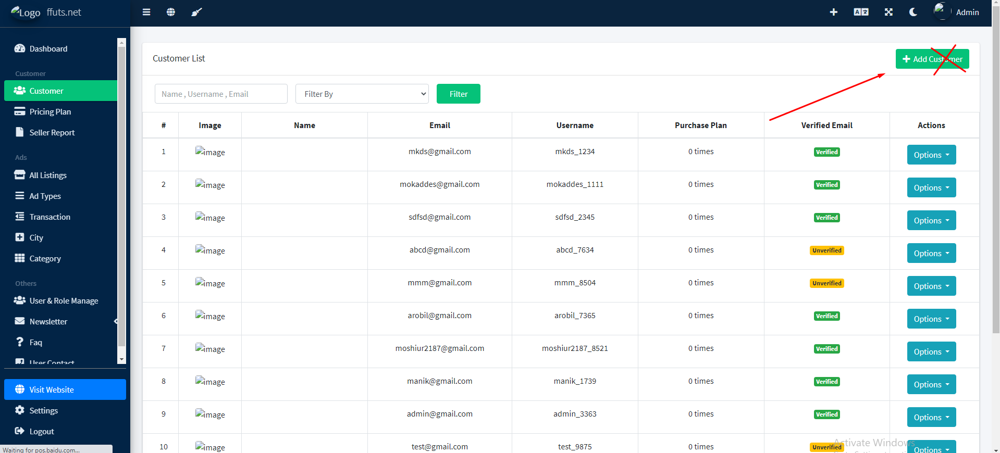 Logo ffuts.net
Admin
Dashboard
Customer
Customer
Pricing Plan
Seller Report
Ads
All Listings
Ad Types
Transaction
City
Category
Others
User & Role Manage
Newsletter
Faq
User Contact
Visit Website
Settings
Logout
Waiting for pos.baidu.com...
Customer List
Add Customer
Name , Username , Email
Filter By
Filter
# Image Name Email Username Purchase Plan Verified Email Actions
1 image mkds@gmail.com mkds_1234 0 times Verified Options
2 image mokaddes@gmail.com mokaddes_1111 0 times Verified Options
3 image sdfsd@gmail.com sdfsd_2345 0 times Verified Options
4 image abcd@gmail.com abcd_7634 0 times Unverified Options
5 image mmm@gmail.com mmm_8504 0 times Unverified Options
6 image arobil@gmail.com arobil_7365 0 times Verified Options
7 image moshiur2187@gmail.com moshiur2187_8521 0 times Verified Options
8 image manik@gmail.com manik_1739 0 times Verified Options
9 image admin@gmail.com admin_3363 0 times Verified Options
10 image test@gmail.com test_9875 0 times Unverified Options
Activate Windows